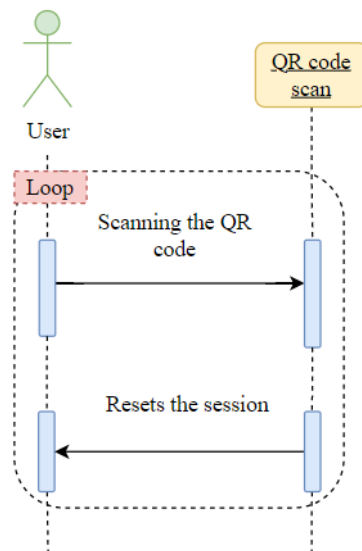 QR code
scan
User
Loop
Scanning the QR
code
Resets the session